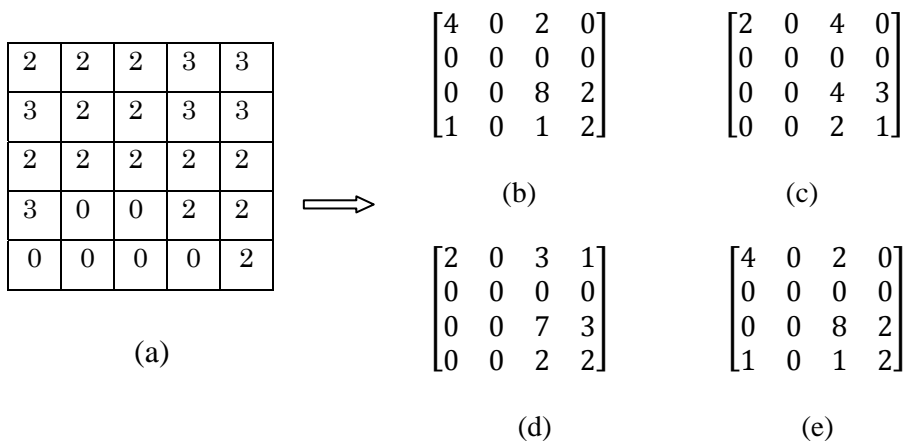 2 2 2 3 3
3 2 2 3 3
2 2 2 2 2
3 0 0 2 2
0 0 0 0 2
(a)
4 0 2 0
0 0 0 0
0 0 8 2
1 0 1 2
(b)
2 0 4 0
0 0 0 0
0 0 4 3
0 0 2 1
(c)
2 0 3 1
0 0 0 0
0 0 7 3
0 0 2 2
(d)
4 0 2 0
0 0 0 0
0 0 8 2
1 0 1 2
(e)